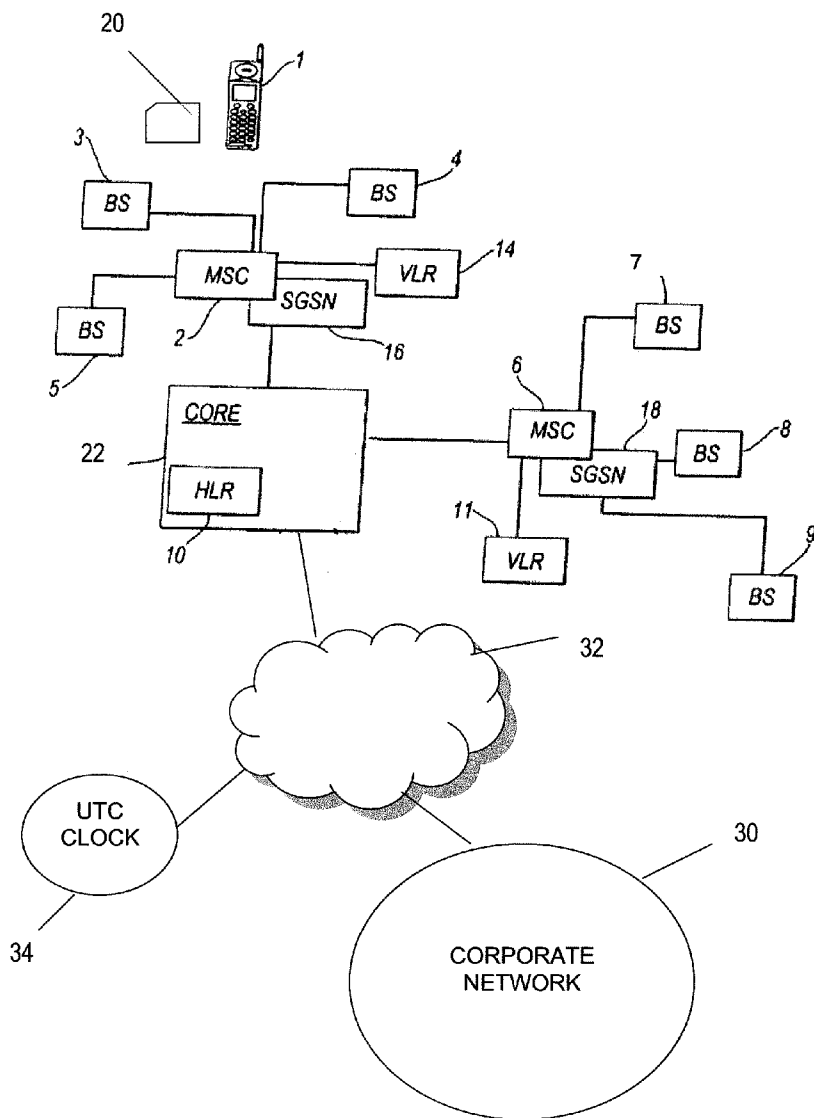 20
1
3
BS
BS
4
MSC
VLR
14
SGSN
BS
2
16
5
7
BS
6
CORE
MSC
18
BS
8
SGSN
22
HLR
10
11
VLR
9
BS
32
UTC
CLOCK
30
34
CORPORATE
NETWORK